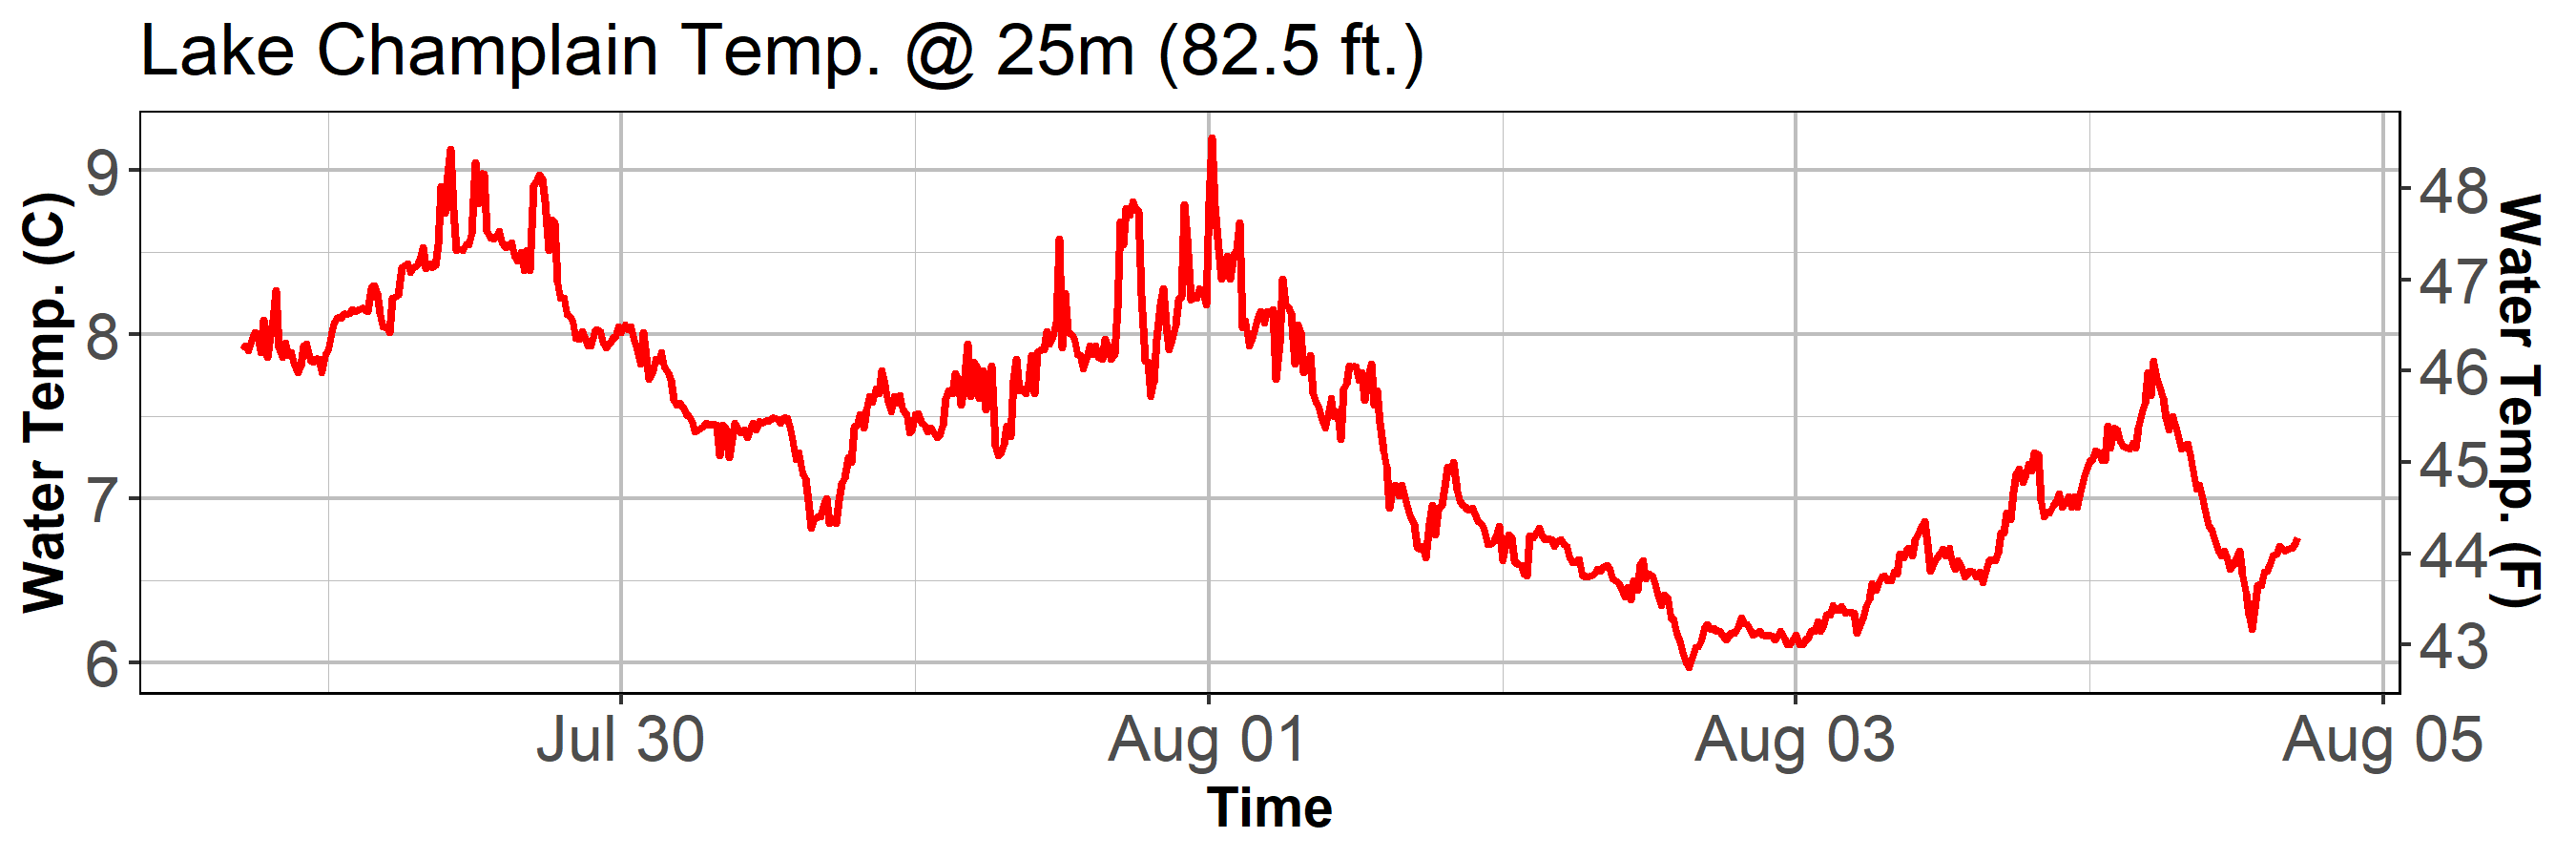 Lake Champlain Temp. @ 25m (82.5 ft.)
Water Temp. (C)
9
8
7
6
48
47
46
45
44
43
Water Temp. (F)
Jul 30 Aug 01 Aug 03 Aug 05
Time